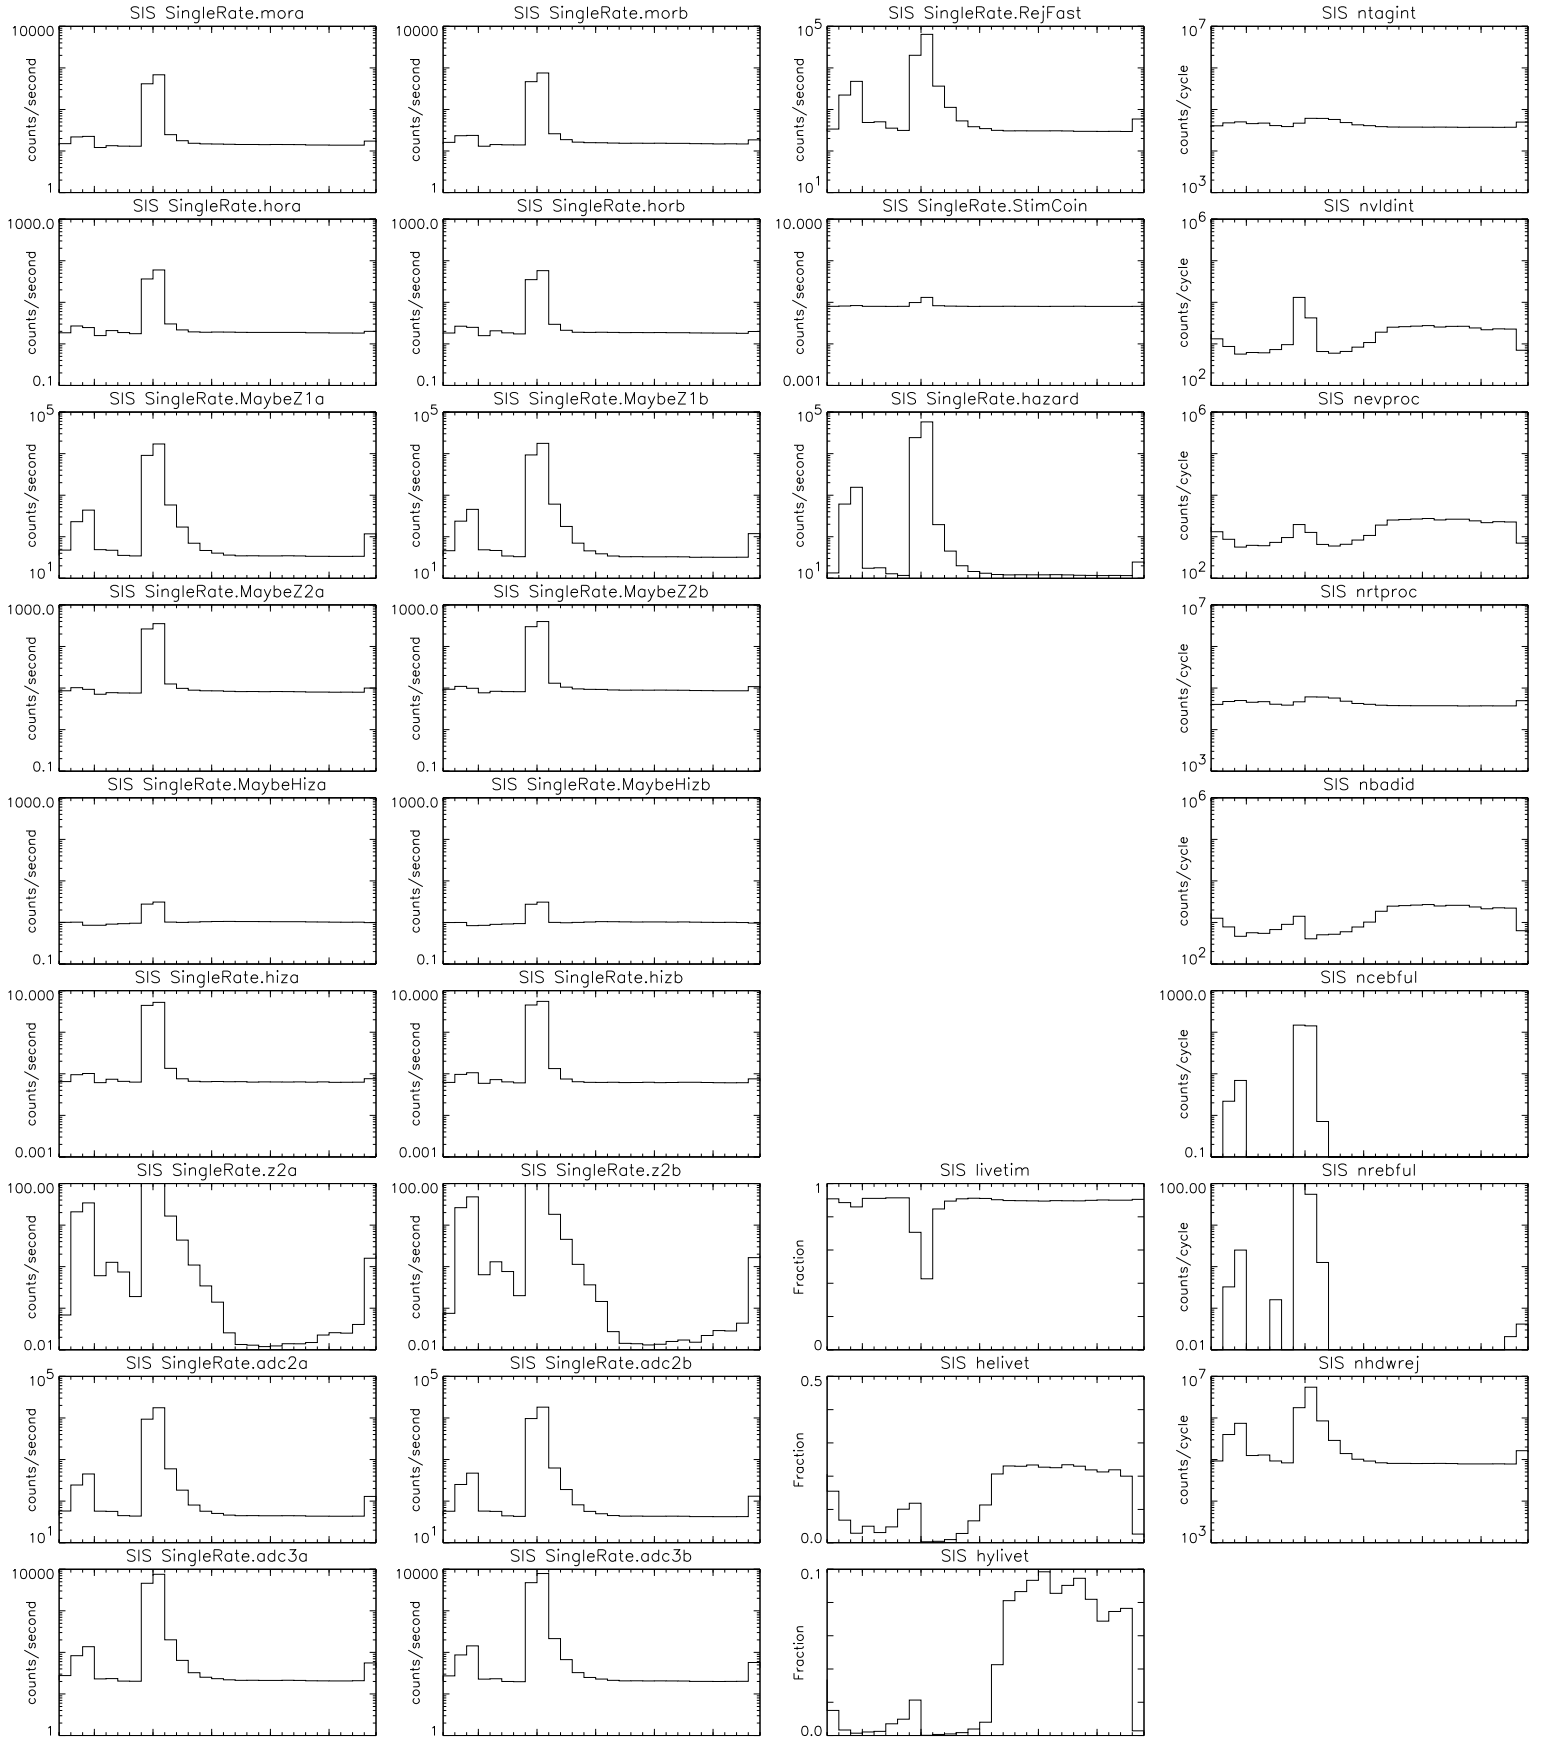 SIS SingleRate.mora
10000
counts/second
1
SIS SingleRate.morb
10000
counts/second
1
SIS SingleRate.RejFast
10^5
counts/second
10^1
SIS ntagint
10^7
counts/cycle
10^3
SIS SingleRate.hora
1000.0
counts/second
0.1
SIS SingleRate.horb
1000.0
counts/second
0.1
SIS SingleRate.StimCoin
10.000
counts/second
0.001
SIS nvldint
10^6
counts/cycle
10^2
SIS SingleRate.MaybeZ1a
10^5
counts/second
10^1
SIS SingleRate.MaybeZ1b
10^5
counts/second
10^1
SIS SingleRate.hazard
10^5
counts/second
10^1
SIS nevproc
10^6
counts/cycle
10^2
SIS SingleRate.MaybeZ2a
1000.0
counts/second
0.1
SIS SingleRate.MaybeZ2b
1000.0
counts/second
0.1
SIS nrtproc
10^7
counts/cycle
10^3
SIS SingleRate.MaybeHiza
1000.0
counts/second
0.1
SIS SingleRate.MaybeHizb
1000.0
counts/second
0.1
SIS nbadid
10^6
counts/cycle
10^2
SIS SingleRate.hiza
10.000
counts/second
0.001
SIS SingleRate.hizb
10.000
counts/second
0.001
SIS ncebful
1000.0
counts/cycle
0.1
SIS SingleRate.z2a
100.00
counts/second
0.01
SIS SingleRate.z2b
100.00
counts/second
0.01
SIS livetim
1
Fraction
0
SIS nrebful
100.00
counts/cycle
0.01
SIS SingleRate.adc2a
10^5
counts/second
10^1
SIS SingleRate.adc2b
10^5
counts/second
10^1
SIS helivet
0.5
Fraction
0.0
SIS nhdwrej
10^7
counts/cycle
10^3
SIS SingleRate.adc3a
10000
counts/second
1
SIS SingleRate.adc3b
10000
counts/second
1
SIS hylivet
0.1
Fraction
0.0